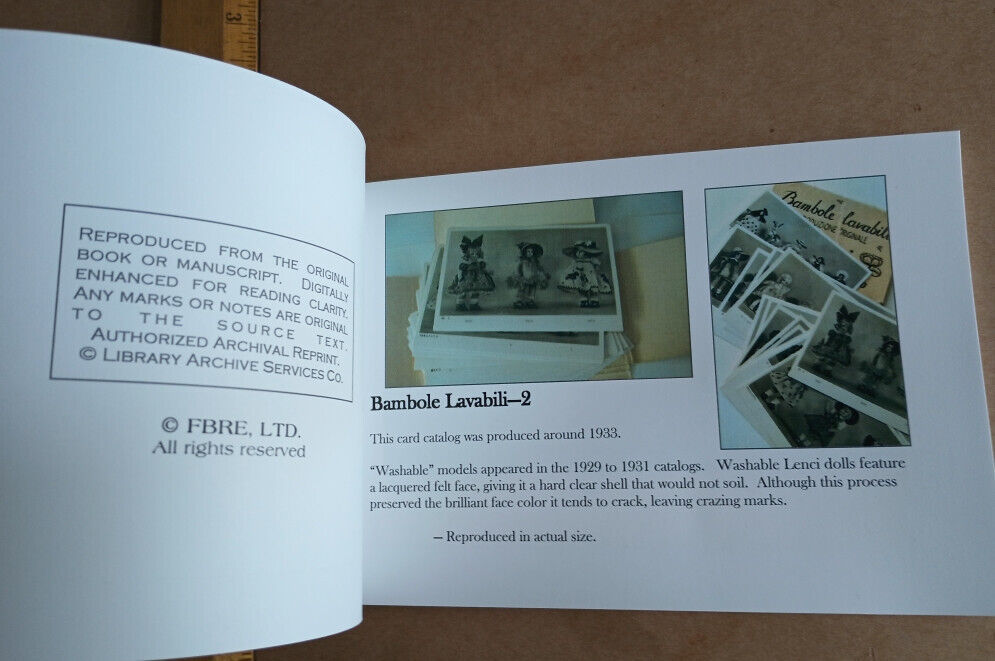 3
REPRODUCED FROM THE ORIGINAL
BOOK OR MANUSCRIPT. DIGITALLY
ENHANCED FOR READING CLARITY.
ANY MARKS OR NOTES ARE ORIGINAL
TO THE SOURCE TEXT.
AUTHORIZED ARCHIVAL REPRINT.
© LIBRARY ARCHIVE SERVICES CO.
© FBRE, LTD.
All rights reserved
Bambole Lavabili
Bambole Lavabili—2
This card catalog was produced around 1933.
“Washable” models appeared in the 1929 to 1931 catalogs. Washable Lenci dolls feature
a lacquered felt face, giving it a hard clear shell that would not soil. Although this process
preserved the brilliant face color it tends to crack, leaving crazing marks.
— Reproduced in actual size.